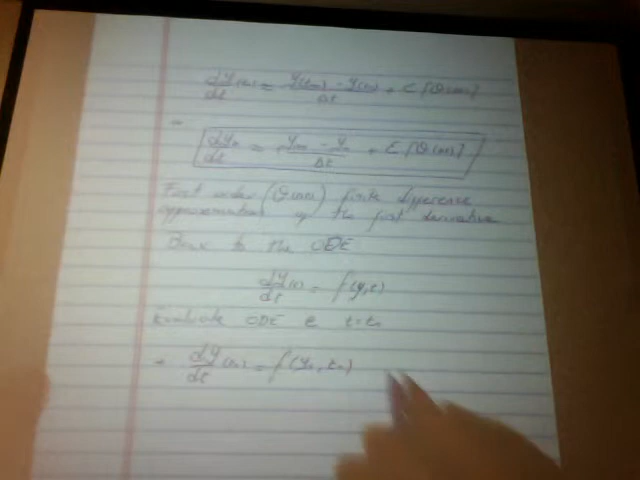 dy/dt (tn) ≈ y(tn+1) - y(tn) / Δt + E [O(Δt)]
→ dyn/dt ≈ yn+1 - yn / Δt + E [O(Δt)]
First order (O(Δt)) finite difference
approximation of the first derivative
Back to the ODE
dy/dt (t) = f(y,t)
Evaluate ODE @ t=tn
→ dy/dt (tn) = f(yn, tn)